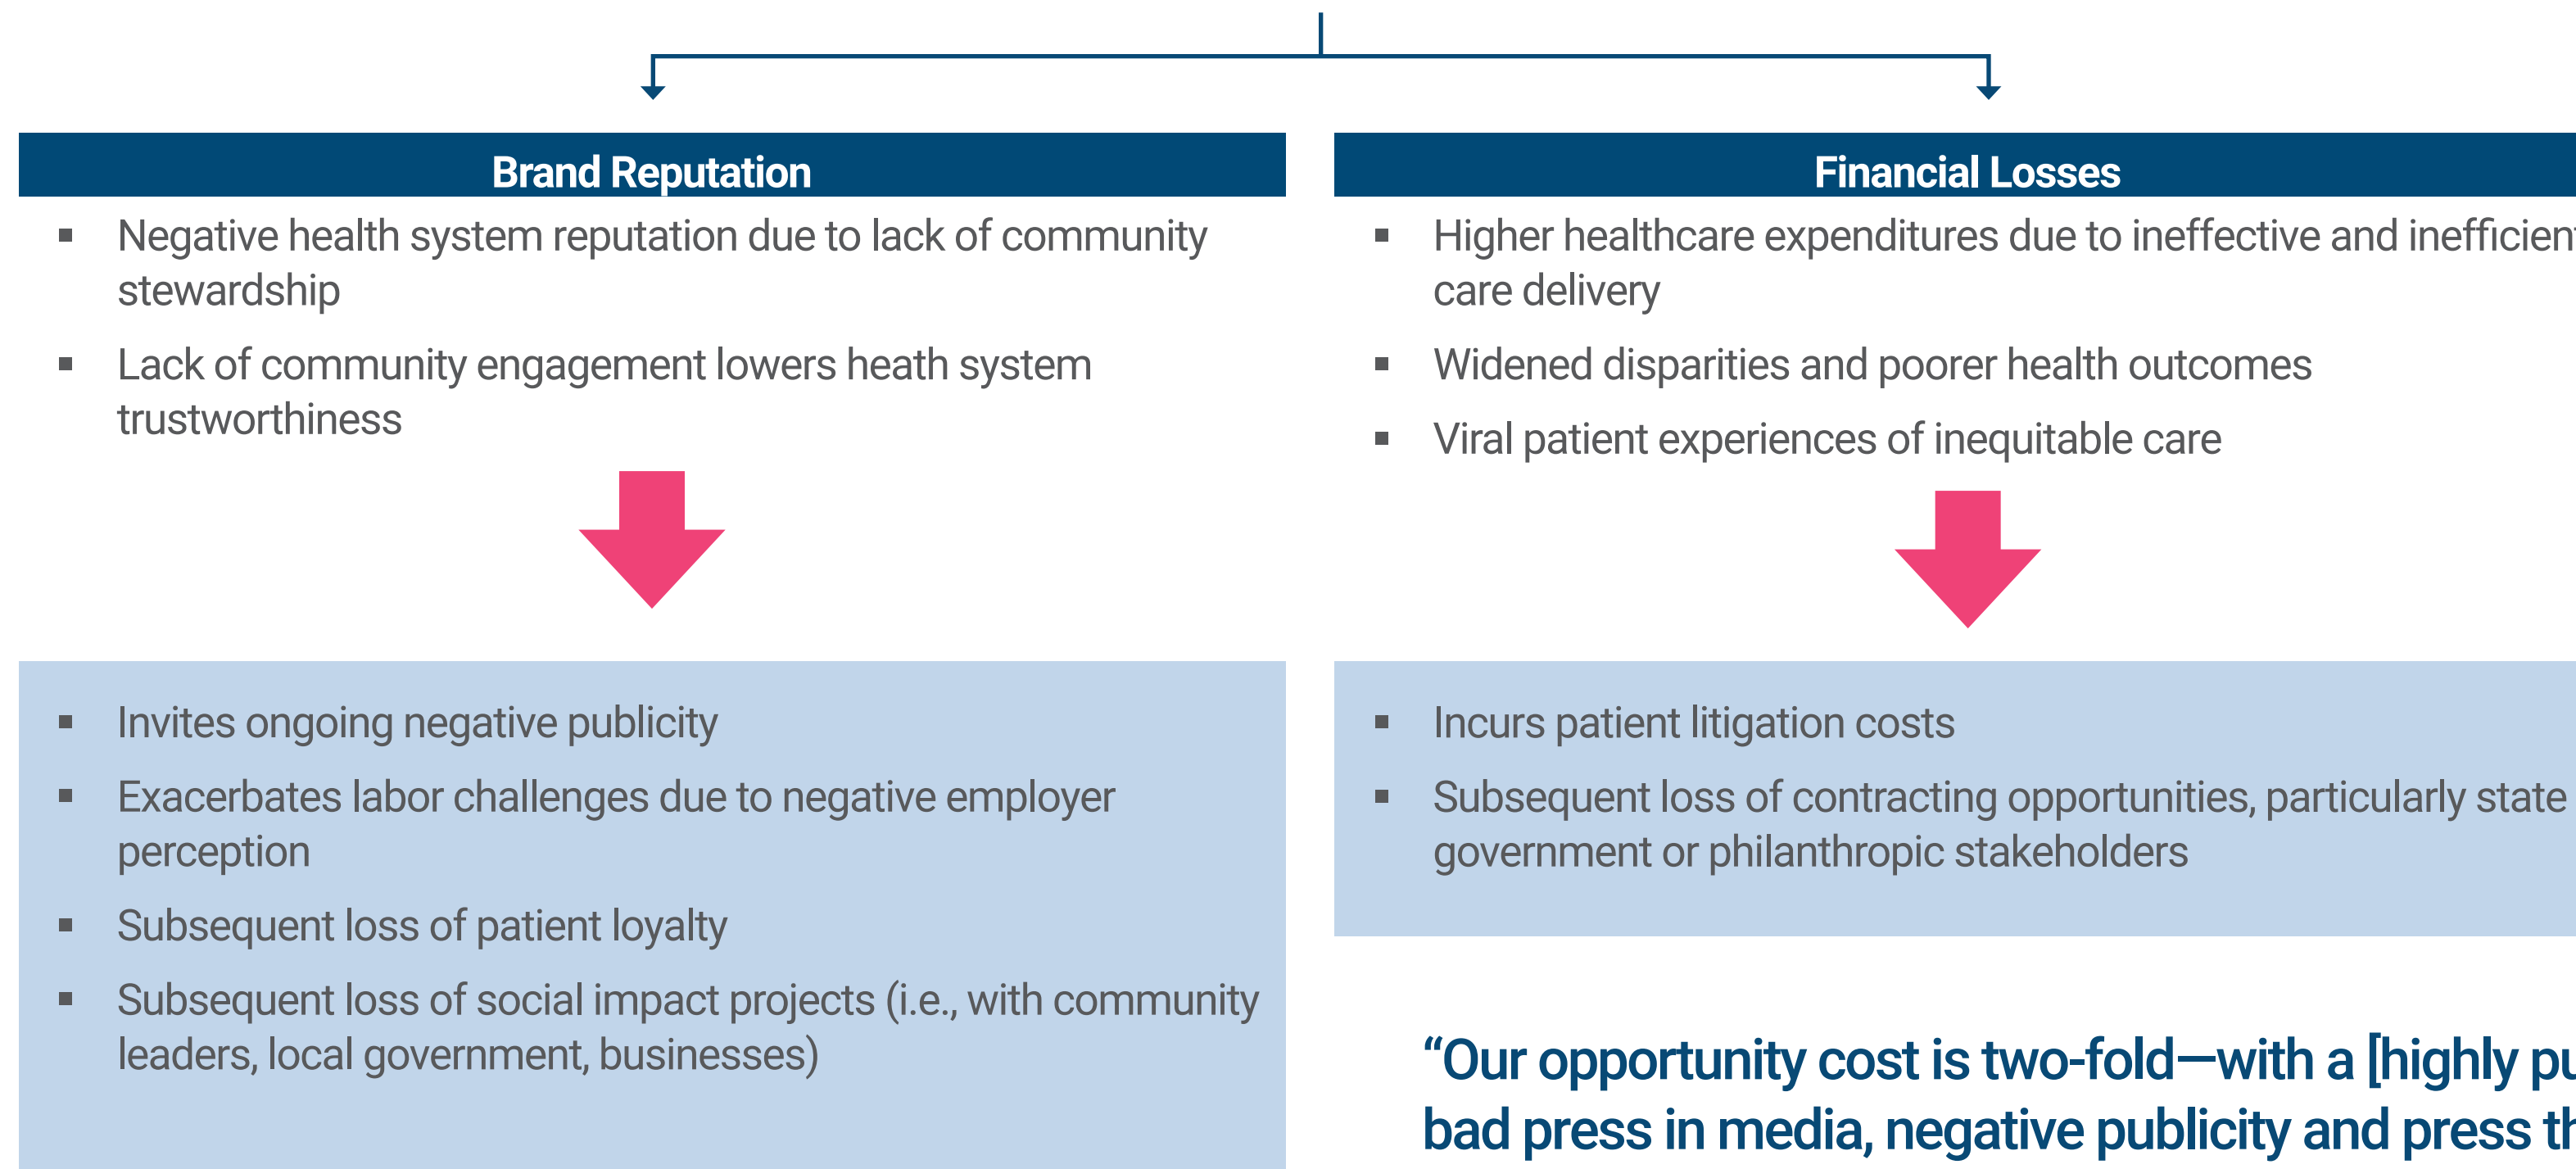 Brand Reputation
▪ Negative health system reputation due to lack of community
stewardship
▪ Lack of community engagement lowers heath system
trustworthiness
▪ Invites ongoing negative publicity
▪ Exacerbates labor challenges due to negative employer
perception
▪ Subsequent loss of patient loyalty
▪ Subsequent loss of social impact projects (i.e., with community
leaders, local government, businesses)
Financial Losses
▪ Higher healthcare expenditures due to ineffective and inefficient
care delivery
▪ Widened disparities and poorer health outcomes
▪ Viral patient experiences of inequitable care
▪ Incurs patient litigation costs
▪ Subsequent loss of contracting opportunities, particularly state
government or philanthropic stakeholders
“Our opportunity cost is two-fold—with a [highly
bad press in media, negative publicity and press